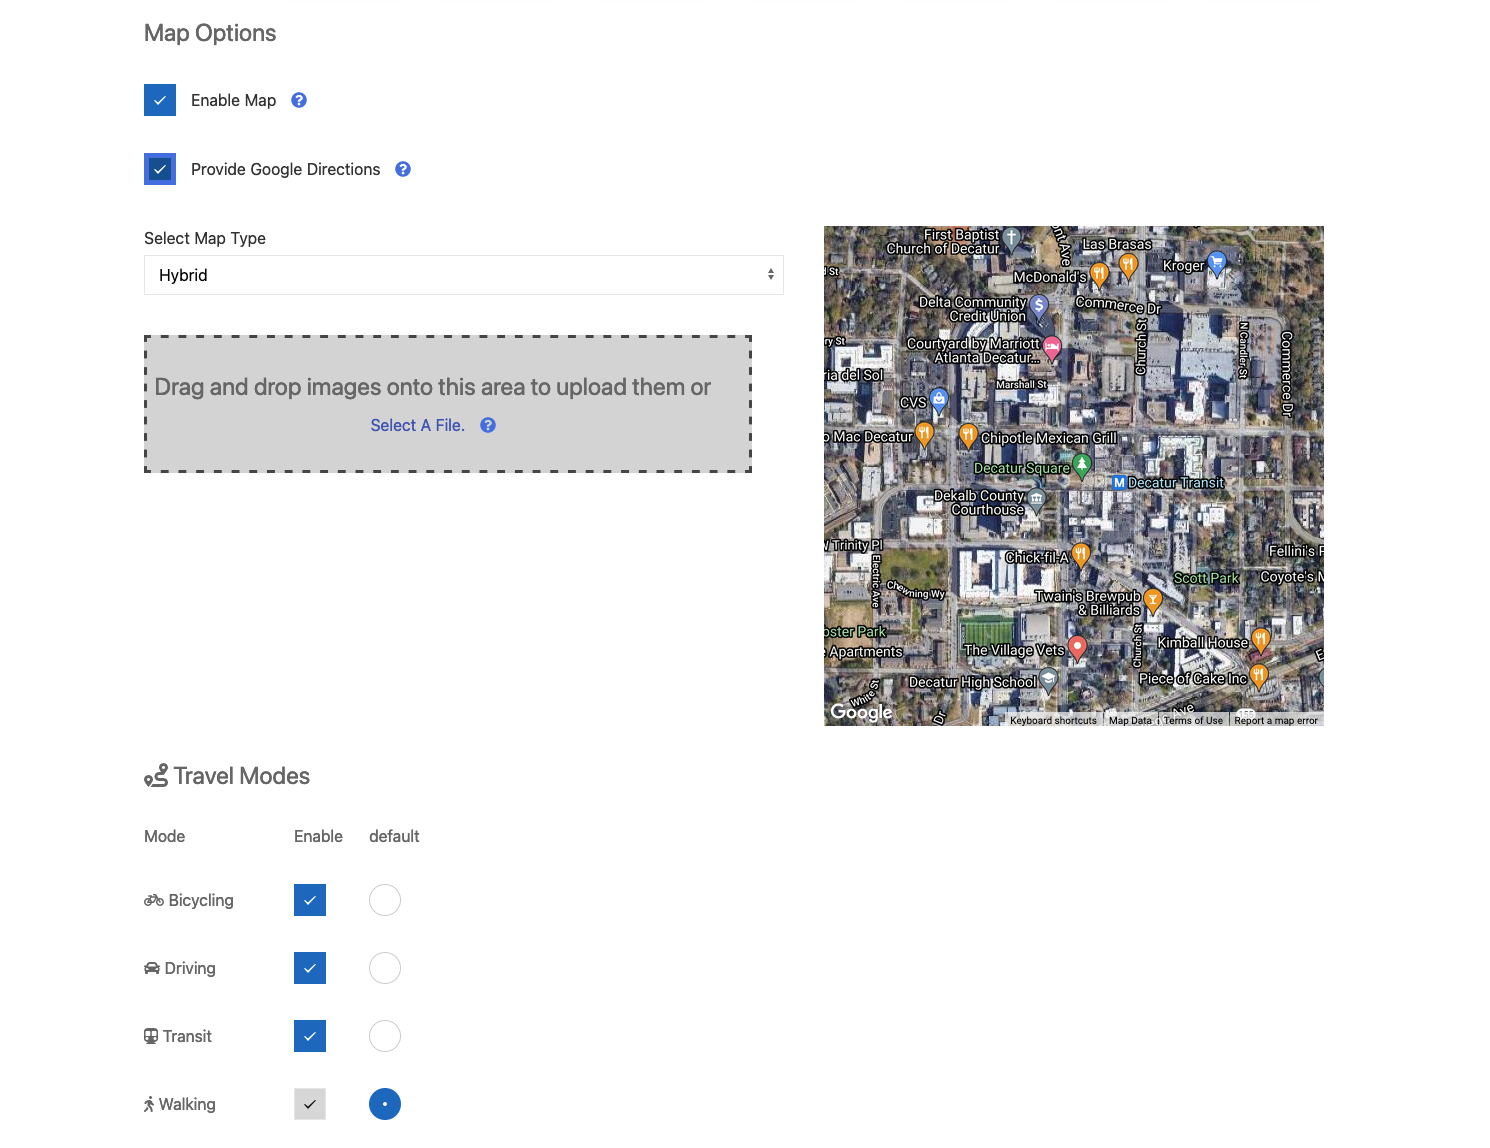 Map Options
Enable Map
Provide Google Directions
Select Map Type
Hybrid
Drag and drop images onto this area to upload them or
Select A File.
First Baptist
Church of Decatur
Las Brasas
Kroger
McDonald's
Commerce Dr
Delta Community
Credit Union
Church St
N Candler St
Commerce Dr
Courtyard by Marriott
Atlanta Decatur...
ria del Sol
Marshall St
CVS
o Mac Decatur
Chipotle Mexican Grill
Decatur Square
M Decatur Transit
Dekalb County
Courthouse
Trinity Pl
Electric Ave
Chick-fil-A
Fellini's
Scott Park
Coyote's
Chewning Wy
Twain's Brewpub
& Billiards
Church St
Kimball House
The Village Vets
Apartments
Decatur High School
Piece of Cake Inc
White St
Google
Dr
155
Keyboard shortcuts
Map Data
Terms of Use
Report a map error
Travel Modes
Mode Enable default
Bicycling
Driving
Transit
Walking